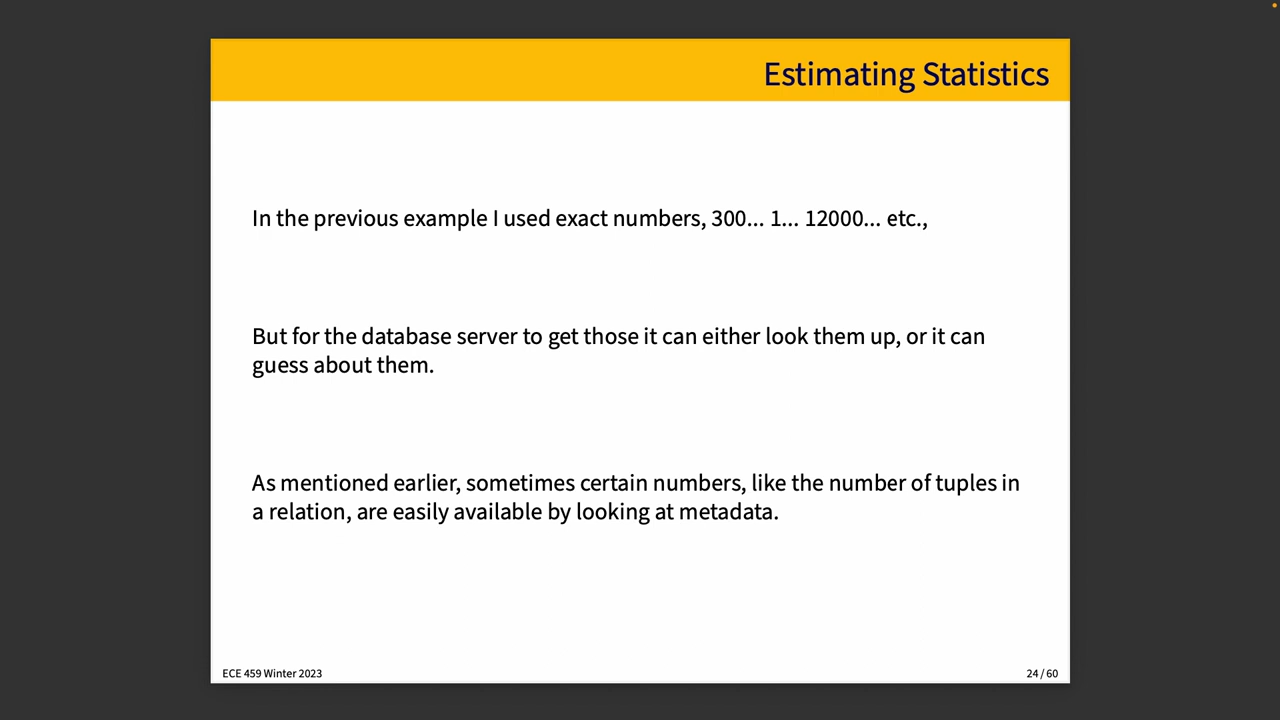 Estimating Statistics
In the previous example I used exact numbers, 300... 1... 12000... etc.,
But for the database server to get those it can either look them up, or it can
guess about them.
As mentioned earlier, sometimes certain numbers, like the number of tuples in
a relation, are easily available by looking at metadata.
ECE 459 Winter 2023
24 / 60